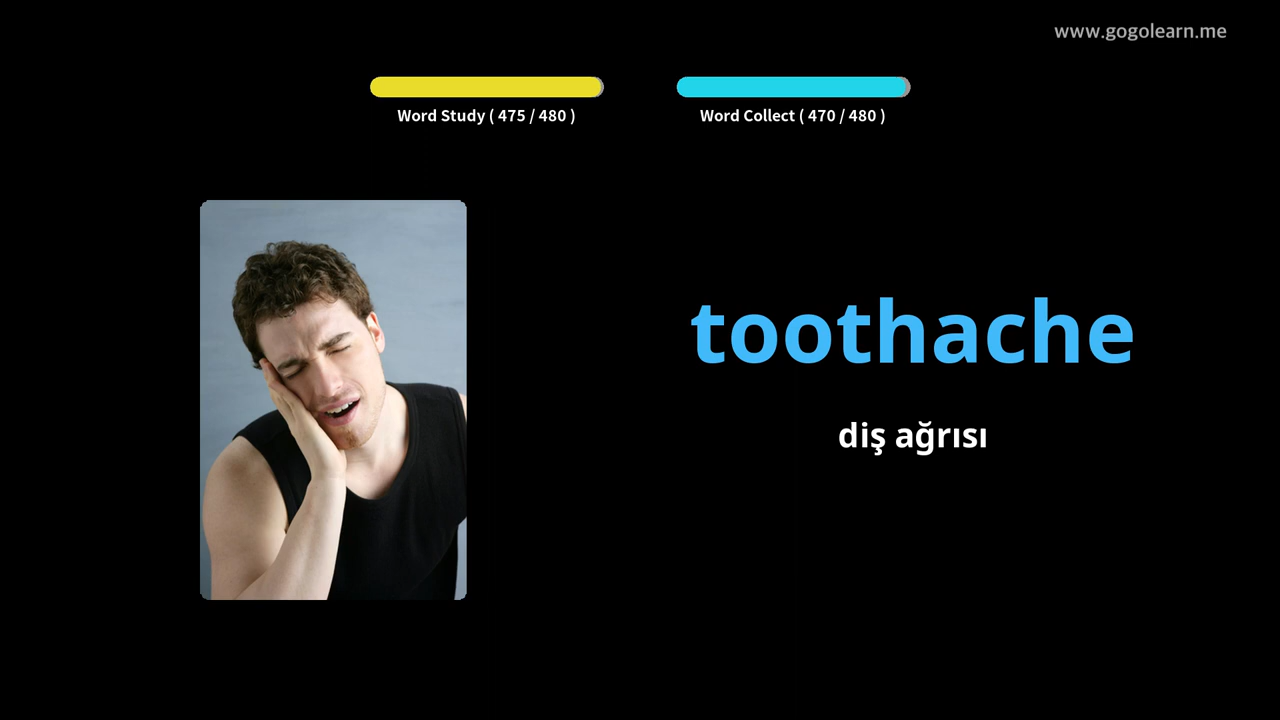 www.gogolearn.me
Word Study ( 475 / 480 )
Word Collect ( 470 / 480 )
toothache
diş ağrısı